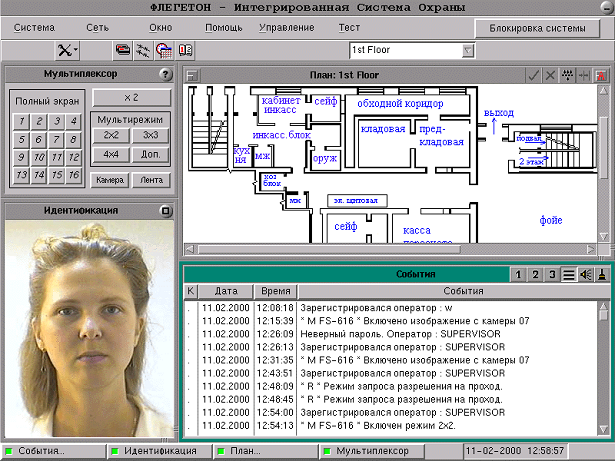 ФЛЕГЕТОН - Интегрированная Система Охраны
Система Сеть Окно Помощь Управление Тест
Блокировка системы
1st Floor
Мультиплексор ?
Полный экран
1 2 3 4
5 6 7 8
9 10 11 12
13 14 15 16
x 2
Мультирежим
2x2 3x3
4x4 Доп.
Камера Лента
План: 1st Floor
кабинет
инкасс
сейф
обходной коридор
выход
инкасс.блок
кладовая
пред-
кладовая
подвал
2 этаж
кух
ня
мж
оруж
хоз
блок
мж
эл. щитовая
фойе
сейф
касса
Идентификация
События
1 2 3
К Дата Время События
. 11.02.2000 12:08:18 Зарегистрировался оператор : w
. 11.02.2000 12:15:39 * M FS-616 * Включено изображение с камеры 07
. 11.02.2000 12:26:09 Неверный пароль. Оператор : SUPERVISOR
. 11.02.2000 12:26:13 Зарегистрировался оператор : SUPERVISOR
. 11.02.2000 12:31:35 * M FS-616 * Включено изображение с камеры 07
. 11.02.2000 12:43:51 Зарегистрировался оператор : SUPERVISOR
. 11.02.2000 12:48:09 * R * Режим запроса разрешения на проход.
. 11.02.2000 12:48:45 * R * Режим запроса разрешения на проход.
. 11.02.2000 12:54:00 Зарегистрировался оператор : SUPERVISOR
. 11.02.2000 12:54:13 * M FS-616 * Включен режим 2x2.
События... Идентификация План... Мультиплексор 11-02-2000 12:58:57